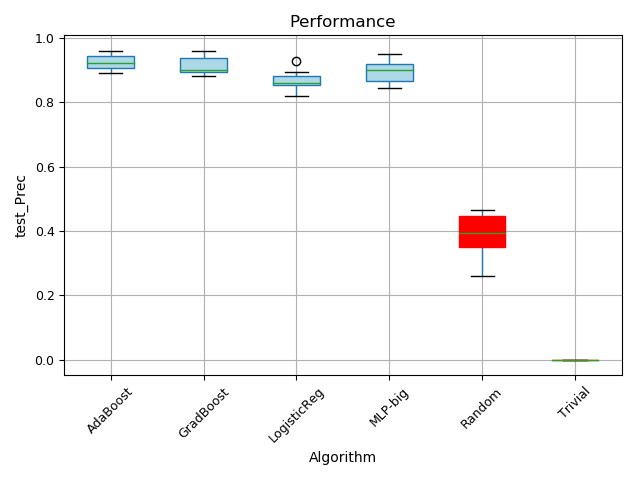 Performance
1.0
0.8
0.6
0.4
0.2
0.0
test_Prec
AdaBoost
GradBoost
LogisticReg
MLP-big
Random
Trivial
Algorithm